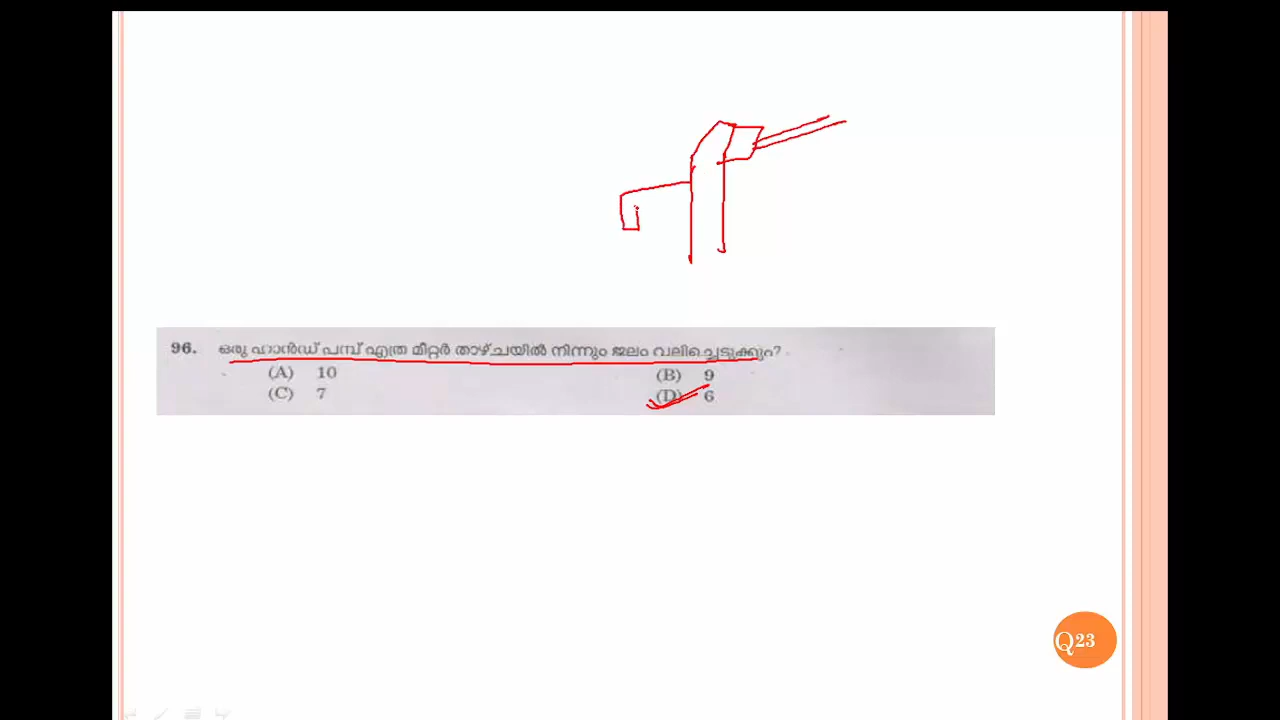 96. ഒരു ഹാൻഡ് പമ്പ് എത്ര മീറ്റർ താഴ്ചയിൽ നിന്നും ജലം വലിച്ചെടുക്കും?
(A) 10 (B) 9
(C) 7 (D) 6
Q23